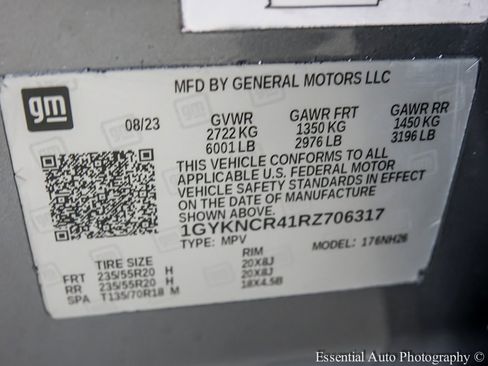 MFD BY GENERAL MOTORS LLC
gm
08/23
GVWR GAWR FRT GAWR RR
2722 KG 1350 KG 1450 KG
6001 LB 2976 LB 3196 LB
THIS VEHICLE CONFORMS TO ALL
APPLICABLE U.S. FEDERAL MOTOR
VEHICLE SAFETY STANDARDS IN EFFECT
ON THE DATE OF MANUFACTURE
SHOWN ABOVE.
1GYKNCR41RZ706317
TYPE: MPV MODEL: 176NH26
TIRE SIZE RIM
FRT 235/55R20 H 20X8J
RR 235/55R20 H 20X8J
SPA T135/70R18 M 18X4.5B
Essential Auto Photography ©